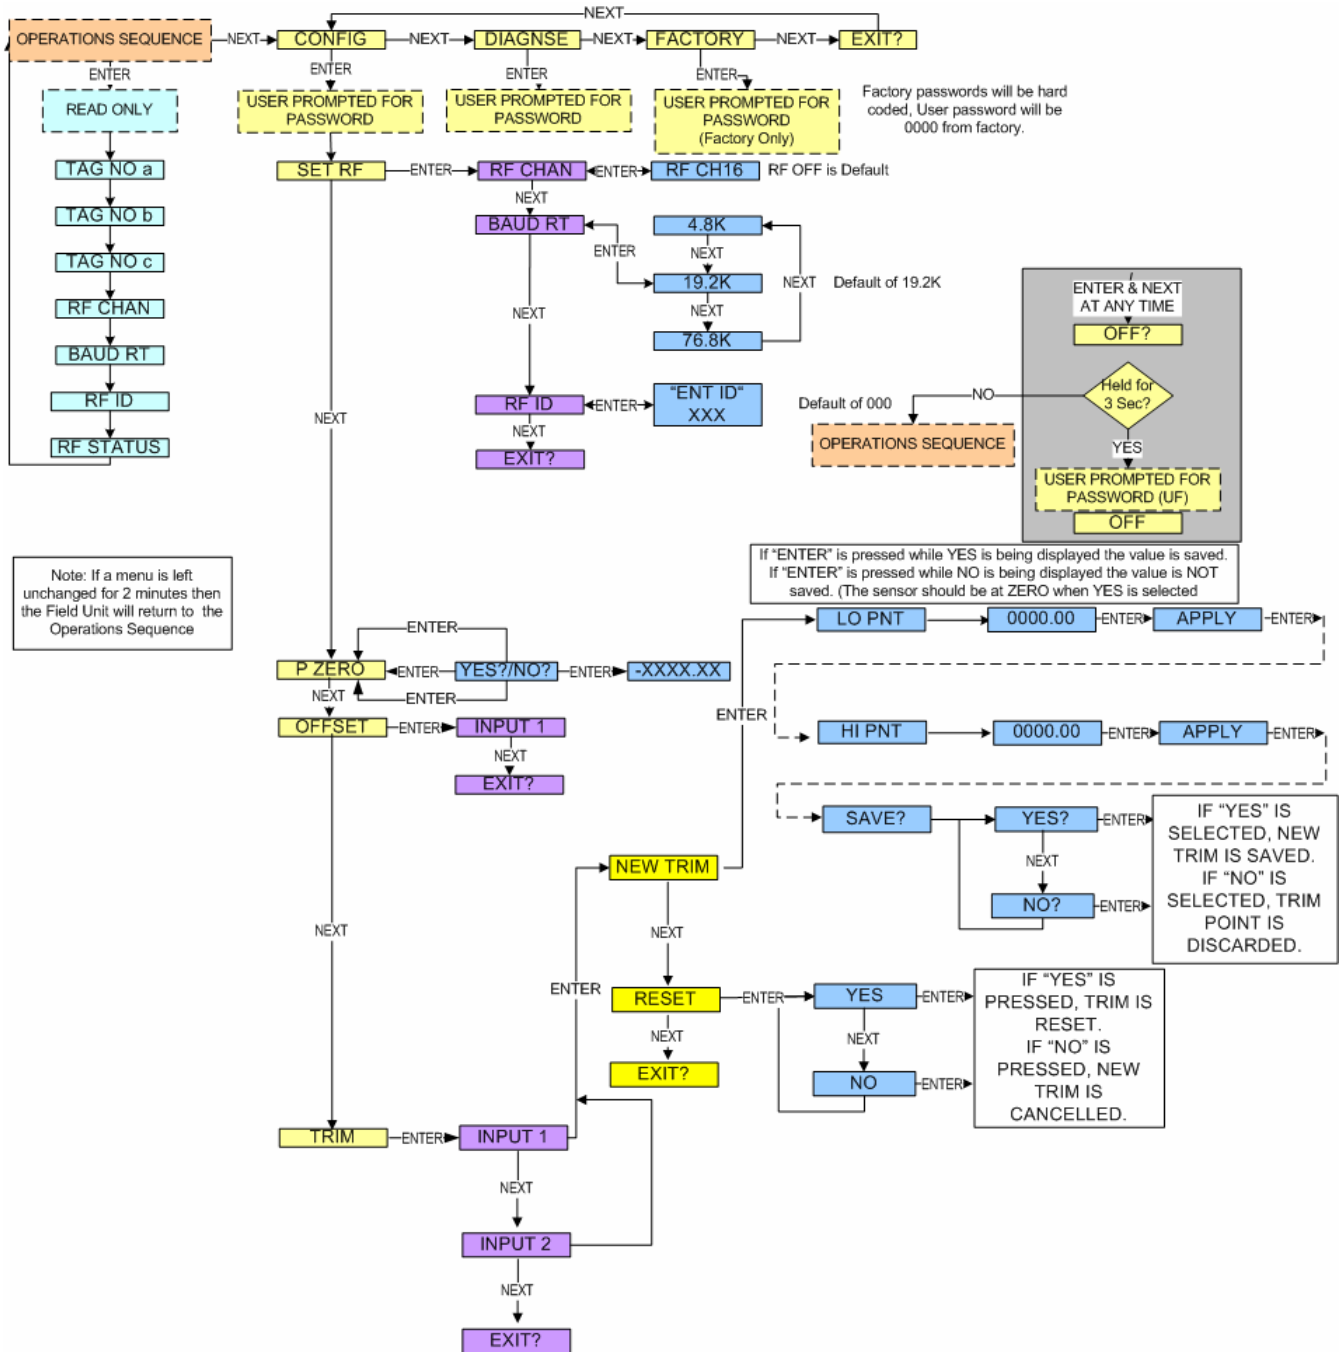 NEXT
OPERATIONS SEQUENCE
NEXT
CONFIG
NEXT
DIAGNSE
NEXT
FACTORY
NEXT
EXIT?
ENTER
ENTER
ENTER
ENTER
READ ONLY
USER PROMPTED FOR
PASSWORD
USER PROMPTED FOR
PASSWORD
USER PROMPTED FOR
PASSWORD
(Factory Only)
Factory passwords will be hard
coded, User password will be
0000 from factory.
TAG NO a
TAG NO b
TAG NO c
RF CHAN
BAUD RT
RF ID
RF STATUS
SET RF
ENTER
RF CHAN
ENTER
RF CH16
RF OFF is Default
NEXT
BAUD RT
ENTER
4.8K
NEXT
19.2K
NEXT
76.8K
NEXT
Default of 19.2K
NEXT
RF ID
ENTER
"ENT ID"
XXX
Default of 000
NEXT
EXIT?
ENTER & NEXT
AT ANY TIME
OFF?
Held for
3 Sec?
NO
OPERATIONS SEQUENCE
YES
USER PROMPTED FOR
PASSWORD (UF)
OFF
NEXT
Note: If a menu is left
unchanged for 2 minutes then
the Field Unit will return to the
Operations Sequence
If "ENTER" is pressed while YES is being displayed the value is saved.
If "ENTER" is pressed while NO is being displayed the value is NOT
saved. (The sensor should be at ZERO when YES is selected
ENTER
P ZERO
ENTER
YES?/NO?
ENTER
-XXXX.XX
ENTER
NEXT
OFFSET
ENTER
INPUT 1
NEXT
EXIT?
LO PNT
0000.00
ENTER
APPLY
ENTER
ENTER
HI PNT
0000.00
ENTER
APPLY
ENTER
SAVE?
YES?
ENTER
NEXT
NO?
ENTER
IF "YES" IS
SELECTED, NEW
TRIM IS SAVED.
IF "NO" IS
SELECTED, TRIM
POINT IS
DISCARDED.
NEW TRIM
NEXT
NEXT
ENTER
RESET
ENTER
YES
ENTER
NEXT
NO
ENTER
IF "YES" IS
PRESSED, TRIM IS
RESET.
IF "NO" IS
PRESSED, NEW
TRIM IS
CANCELLED.
NEXT
EXIT?
TRIM
ENTER
INPUT 1
NEXT
INPUT 2
NEXT
EXIT?